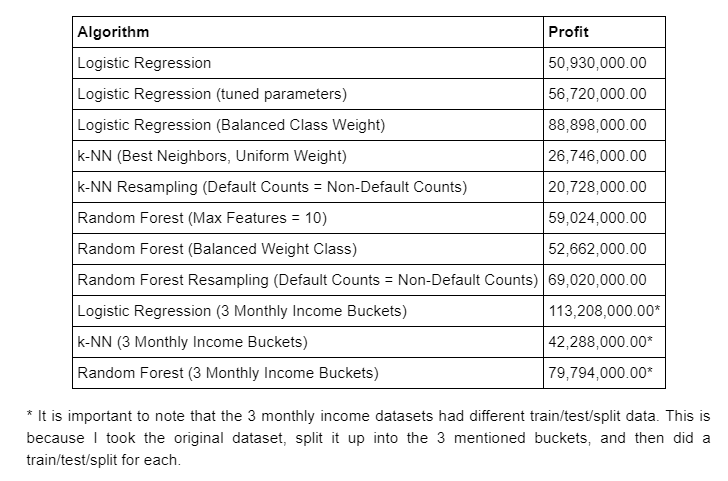 Algorithm Profit
Logistic Regression 50,930,000.00
Logistic Regression (tuned parameters) 56,720,000.00
Logistic Regression (Balanced Class Weight) 88,898,000.00
k-NN (Best Neighbors, Uniform Weight) 26,746,000.00
k-NN Resampling (Default Counts = Non-Default Counts) 20,728,000.00
Random Forest (Max Features = 10) 59,024,000.00
Random Forest (Balanced Weight Class) 52,662,000.00
Random Forest Resampling (Default Counts = Non-Default Counts) 69,020,000.00
Logistic Regression (3 Monthly Income Buckets) 113,208,000.00*
k-NN (3 Monthly Income Buckets) 42,288,000.00*
Random Forest (3 Monthly Income Buckets) 79,794,000.00*
* It is important to note that the 3 monthly income datasets had different train/test/split data. This is
because I took the original dataset, split it up into the 3 mentioned buckets, and then did a
train/test/split for each.